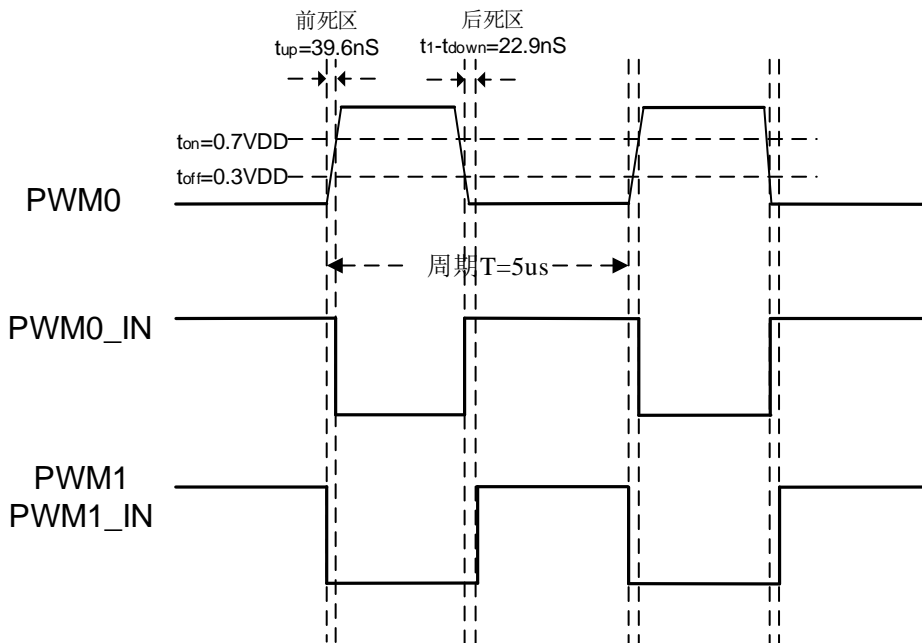 前死区
tup=39.6nS
后死区
t1-tdown=22.9nS
ton=0.7VDD
toff=0.3VDD
PWM0
周期T=5us
PWM0_IN
PWM1
PWM1_IN